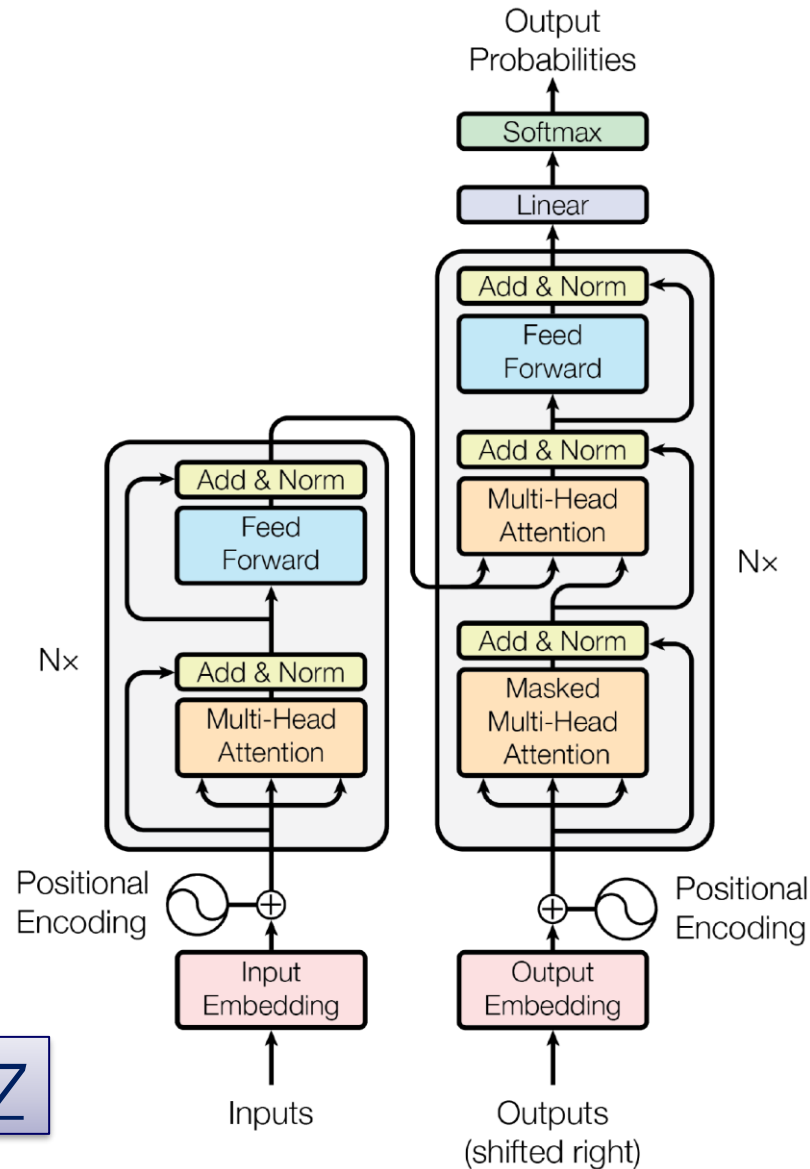 Output
Probabilities
Softmax
Linear
Add & Norm
Feed
Forward
Add & Norm
Multi-Head
Attention
Nx
Add & Norm
Masked
Multi-Head
Attention
Positional
Encoding
Output
Embedding
Outputs
(shifted right)
Add & Norm
Feed
Forward
Nx
Add & Norm
Multi-Head
Attention
Positional
Encoding
Input
Embedding
Inputs
Z